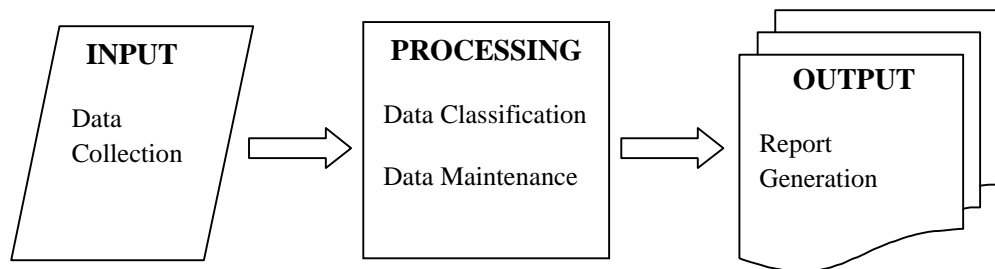 INPUT
Data
Collection
PROCESSING
Data Classification
Data Maintenance
OUTPUT
Report
Generation